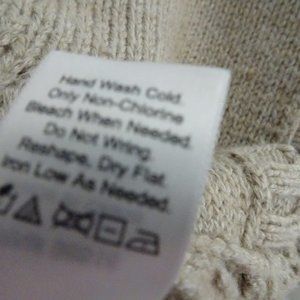 Hand Wash Cold.
Only Non-Chlorine
Bleach When Needed.
Do Not Wring.
Reshape, Dry Flat.
Iron Low As Needed.